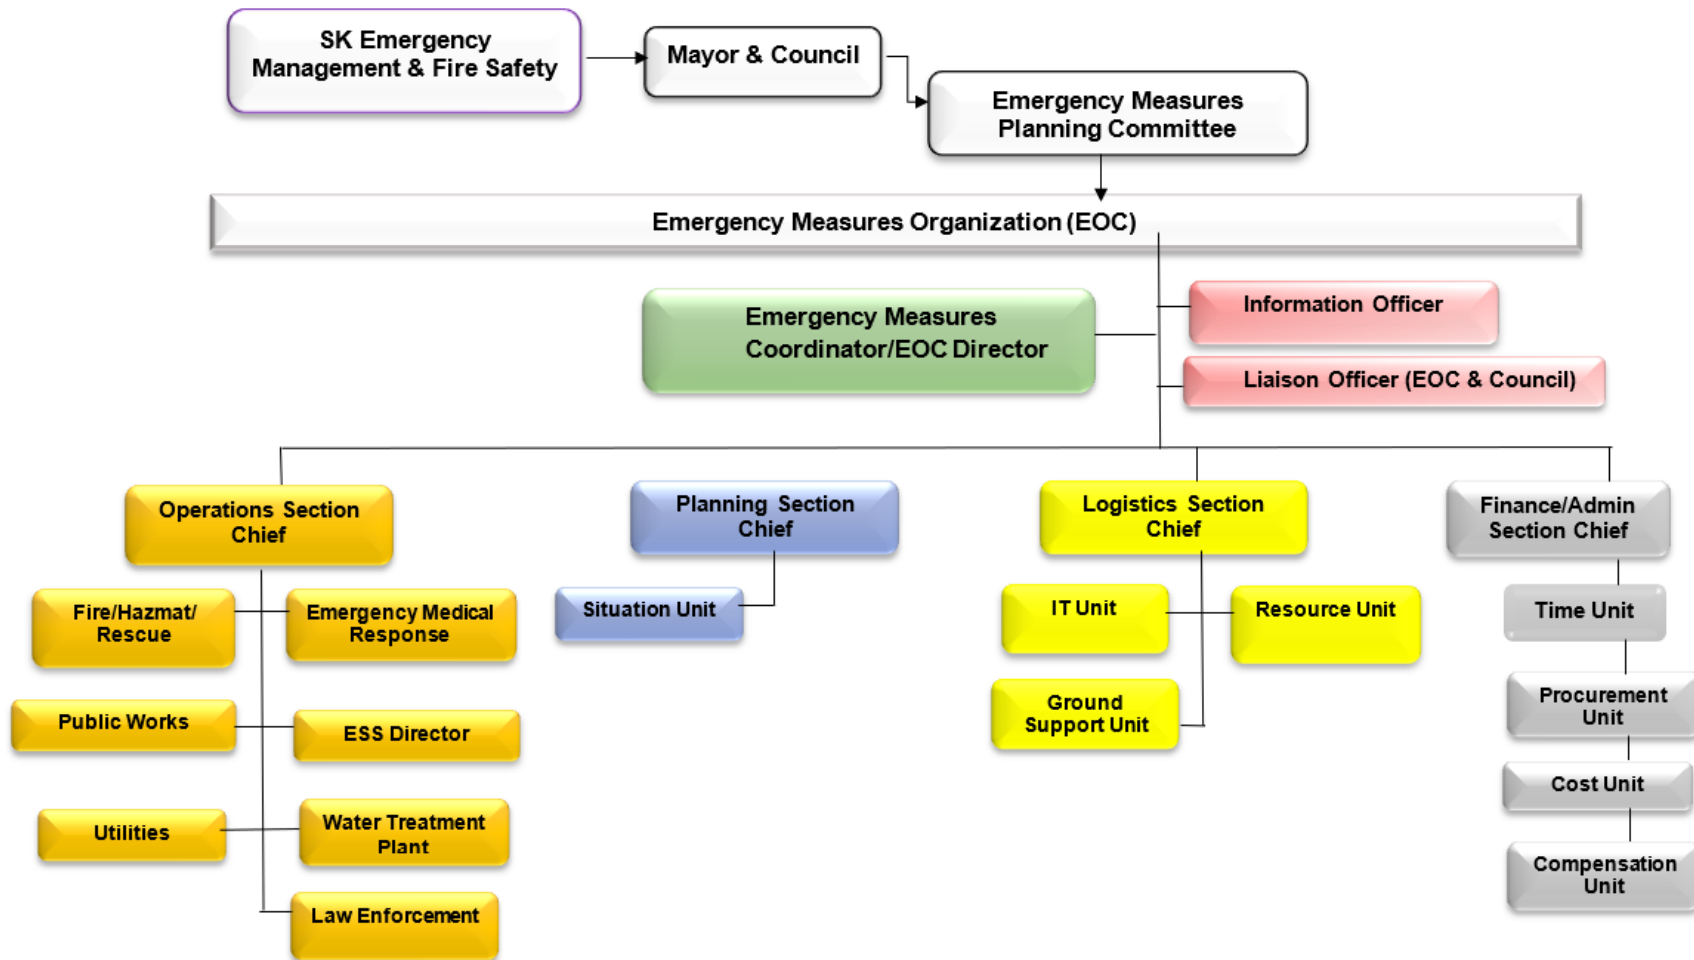 SK Emergency
Management & Fire Safety
Mayor & Council
Emergency Measures
Planning Committee
Emergency Measures Organization (EOC)
Emergency Measures
Coordinator/EOC Director
Information Officer
Liaison Officer (EOC & Council)
Operations Section
Chief
Planning Section
Chief
Logistics Section
Chief
Finance/Admin
Section Chief
Fire/Hazmat/
Rescue
Emergency Medical
Response
Public Works
ESS Director
Utilities
Water Treatment
Plant
Law Enforcement
Situation Unit
IT Unit
Resource Unit
Ground
Support Unit
Time Unit
Procurement
Unit
Cost Unit
Compensation
Unit